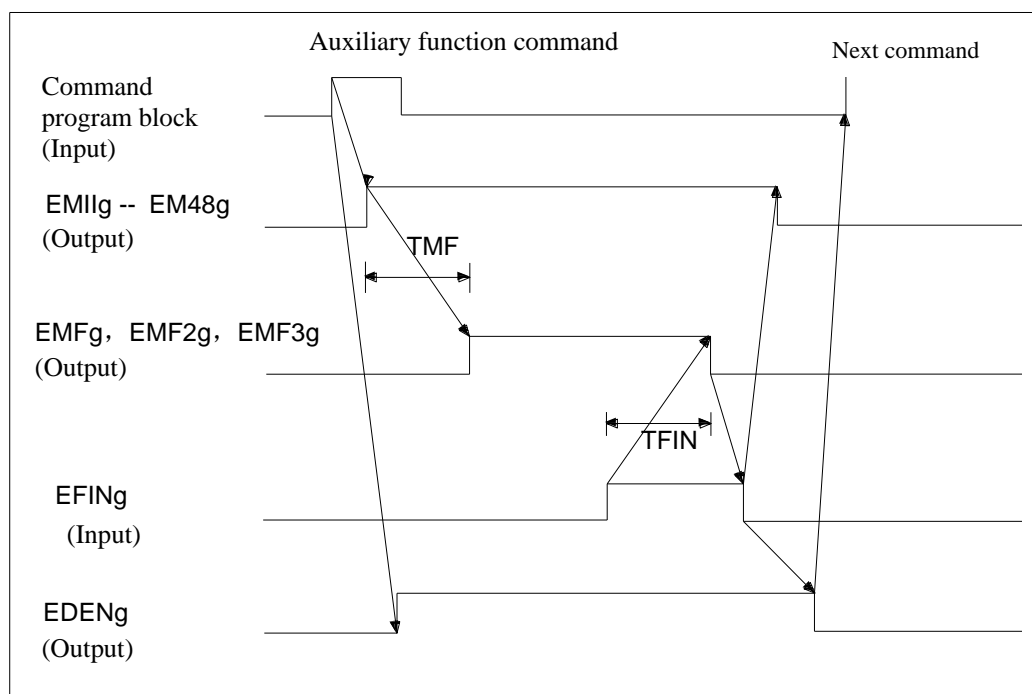 Auxiliary function command
Next command
Command
program block
(Input)
EMIIg -- EM48g
(Output)
TMF
EMFg，EMF2g，EMF3g
(Output)
TFIN
EFINg
(Input)
EDENg
(Output)